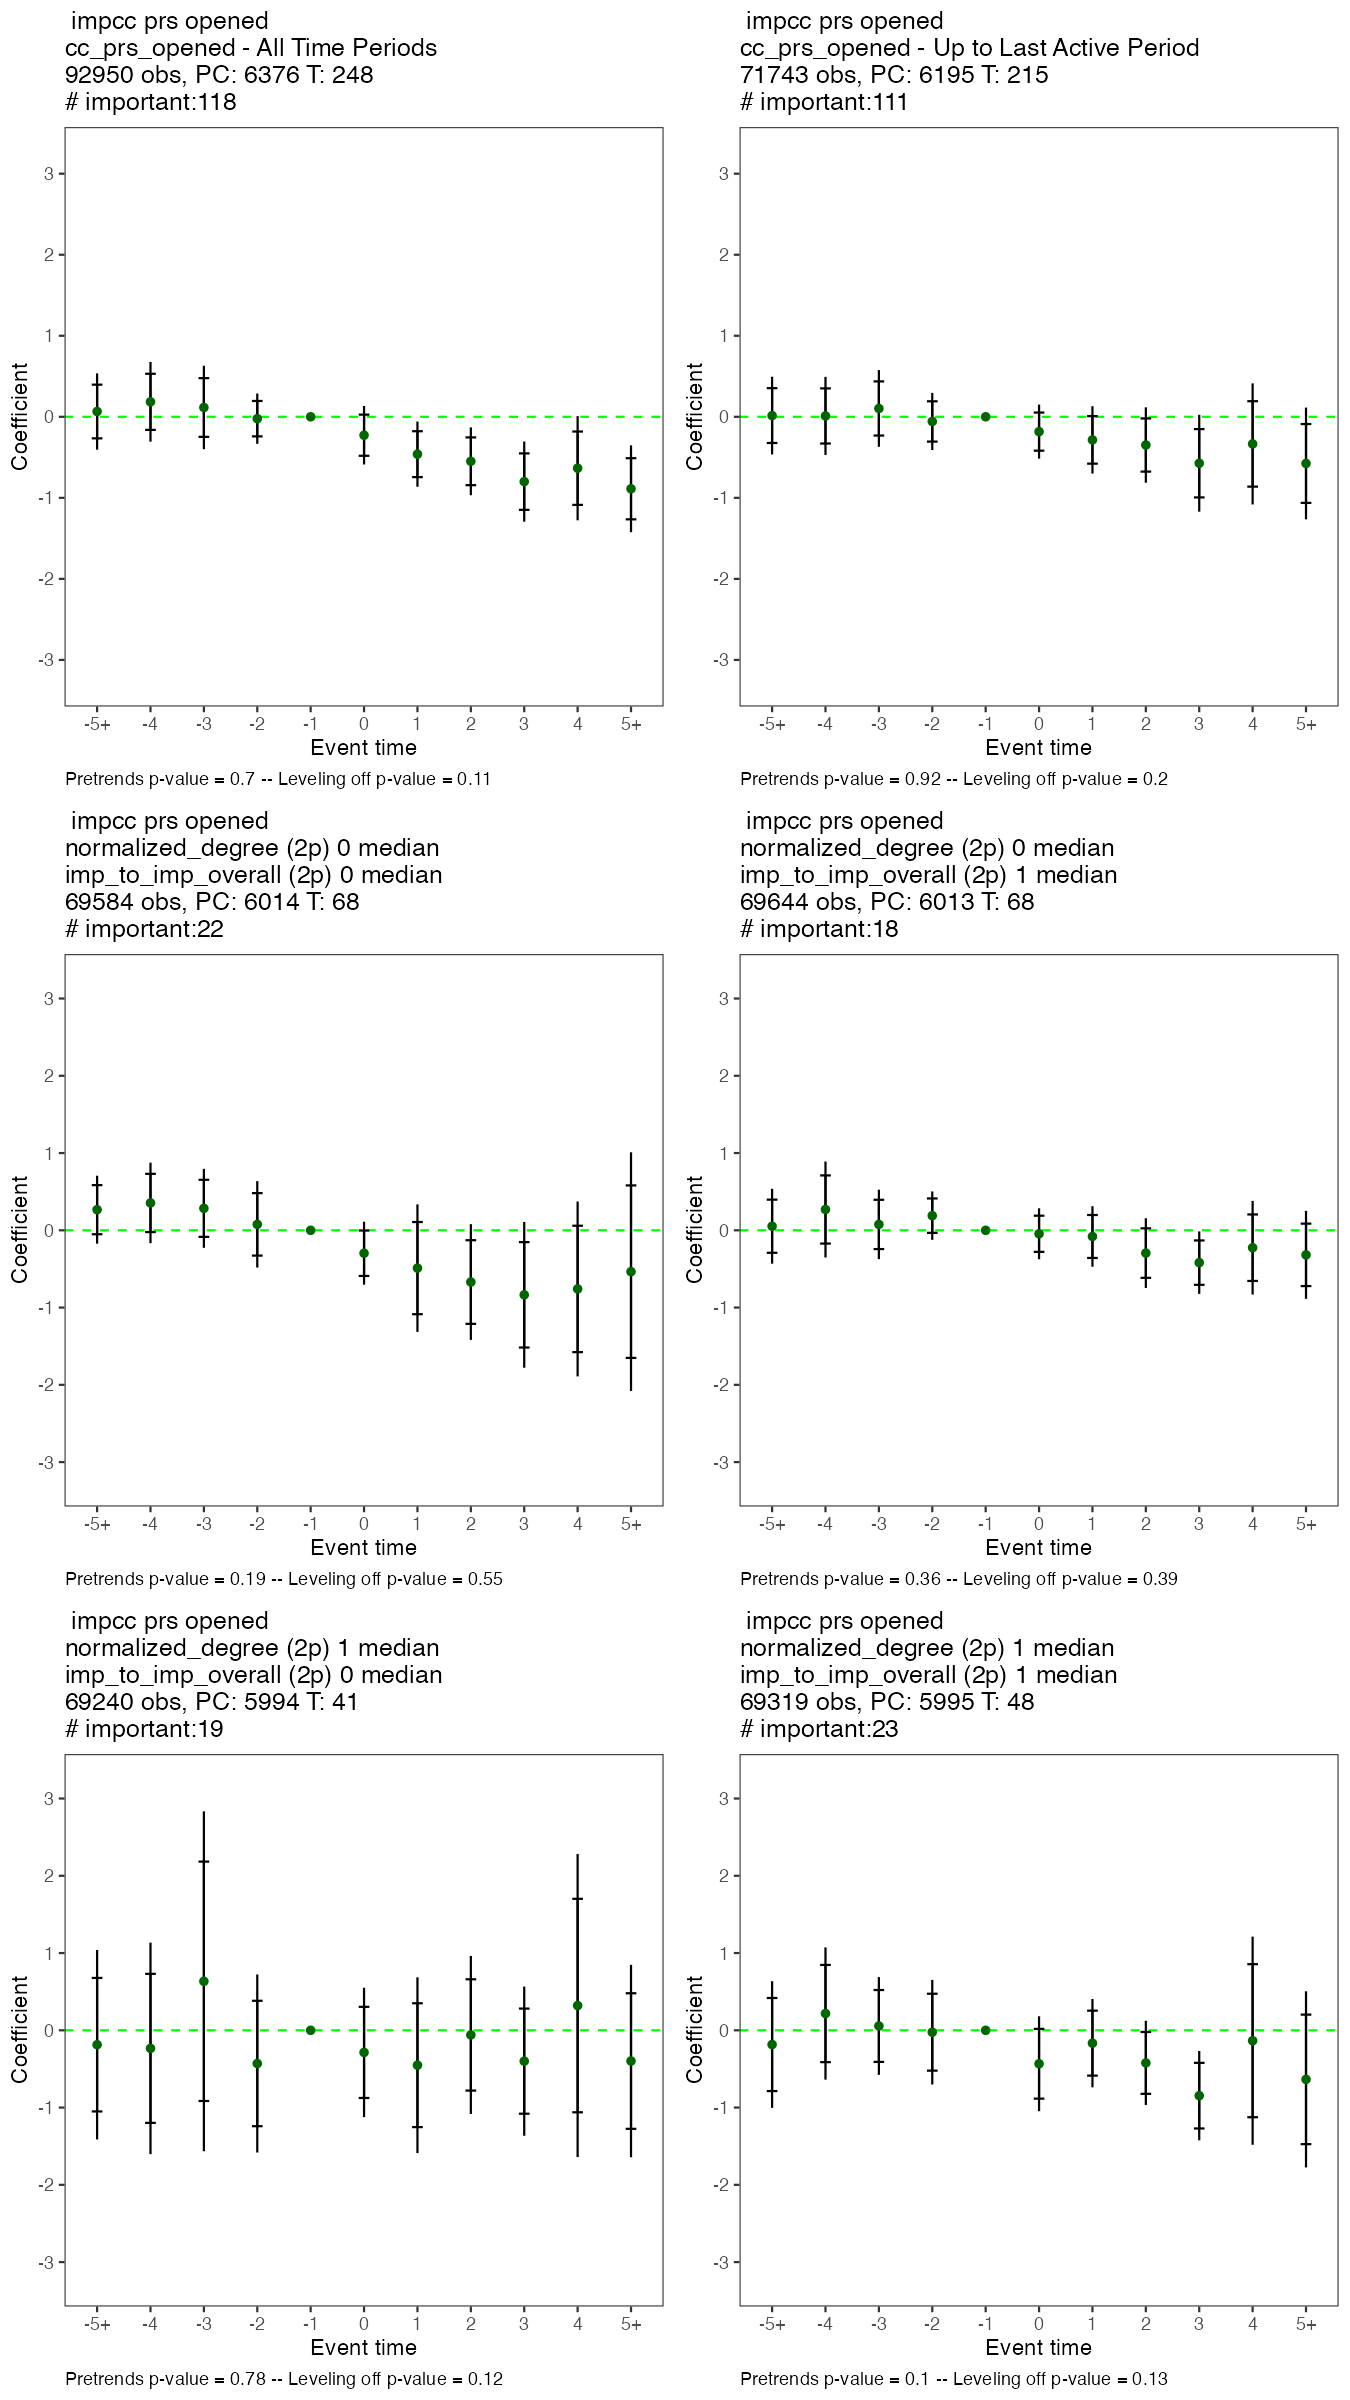 impcc prs opened
cc_prs_opened - All Time Periods
92950 obs, PC: 6376 T: 248
# important:118
3
2
1
0
-1
-2
-3
Coefficient
-5+ -4 -3 -2 -1 0 1 2 3 4 5+
Event time
Pretrends p-value = 0.7 -- Leveling off p-value = 0.11
impcc prs opened
cc_prs_opened - Up to Last Active Period
71743 obs, PC: 6195 T: 215
# important:111
3
2
1
0
-1
-2
-3
Coefficient
-5+ -4 -3 -2 -1 0 1 2 3 4 5+
Event time
Pretrends p-value = 0.92 -- Leveling off p-value = 0.2
impcc prs opened
normalized_degree (2p) 0 median
imp_to_imp_overall (2p) 0 median
69584 obs, PC: 6014 T: 68
# important:22
3
2
1
0
-1
-2
-3
Coefficient
-5+ -4 -3 -2 -1 0 1 2 3 4 5+
Event time
Pretrends p-value = 0.19 -- Leveling off p-value = 0.55
impcc prs opened
normalized_degree (2p) 0 median
imp_to_imp_overall (2p) 1 median
69644 obs, PC: 6013 T: 68
# important:18
3
2
1
0
-1
-2
-3
Coefficient
-5+ -4 -3 -2 -1 0 1 2 3 4 5+
Event time
Pretrends p-value = 0.36 -- Leveling off p-value = 0.39
impcc prs opened
normalized_degree (2p) 1 median
imp_to_imp_overall (2p) 0 median
69240 obs, PC: 5994 T: 41
# important:19
3
2
1
0
-1
-2
-3
Coefficient
-5+ -4 -3 -2 -1 0 1 2 3 4 5+
Event time
Pretrends p-value = 0.78 -- Leveling off p-value = 0.12
impcc prs opened
normalized_degree (2p) 1 median
imp_to_imp_overall (2p) 1 median
69319 obs, PC: 5995 T: 48
# important:23
3
2
1
0
-1
-2
-3
Coefficient
-5+ -4 -3 -2 -1 0 1 2 3 4 5+
Event time
Pretrends p-value = 0.1 -- Leveling off p-value = 0.13